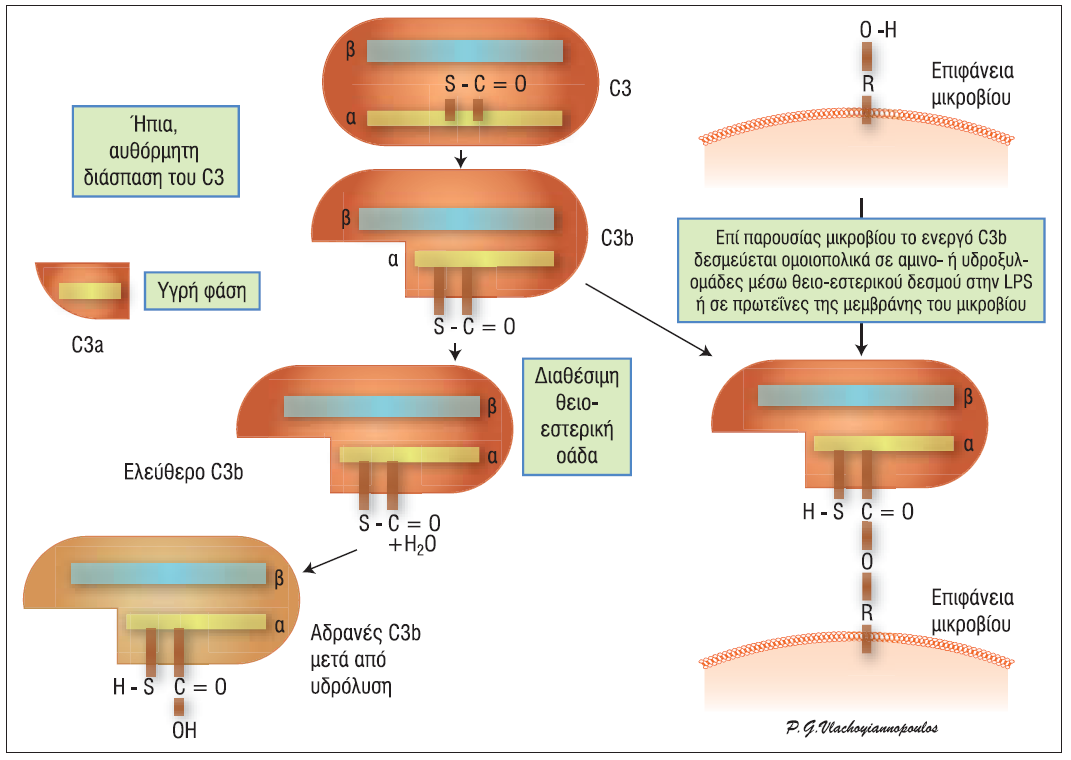 β
S - C = O
C3
α
Ήπια,
αυθόρμητη
διάσπαση του C3
β
C3b
α
S - C = O
Υγρή φάση
C3a
Διαθέσιμη
θειο-
εστερική
οάδα
β
α
Ελεύθερο C3b
S - C = O
+H₂O
β
α
Αδρανές C3b
μετά από
υδρόλυση
H - S C = O
OH
O -H
R
Επιφάνεια
μικροβίου
Επί παρουσίας μικροβίου το ενεργό C3b
δεσμεύεται ομοιοπολικά σε αμινο- ή υδροξυλ-
ομάδες μέσω θειο-εστερικού δεσμού στην LPS
ή σε πρωτεΐνες της μεμβράνης του μικροβίου
β
α
H - S C = O
O
R
Επιφάνεια
μικροβίου
P. G. Vlachoyiannopoulos